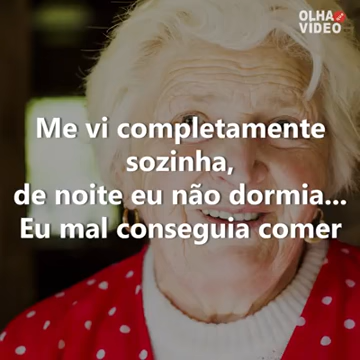 OLHA
VIDEO
Me vi completamente
sozinha,
de noite eu não dormia...
Eu mal conseguia comer